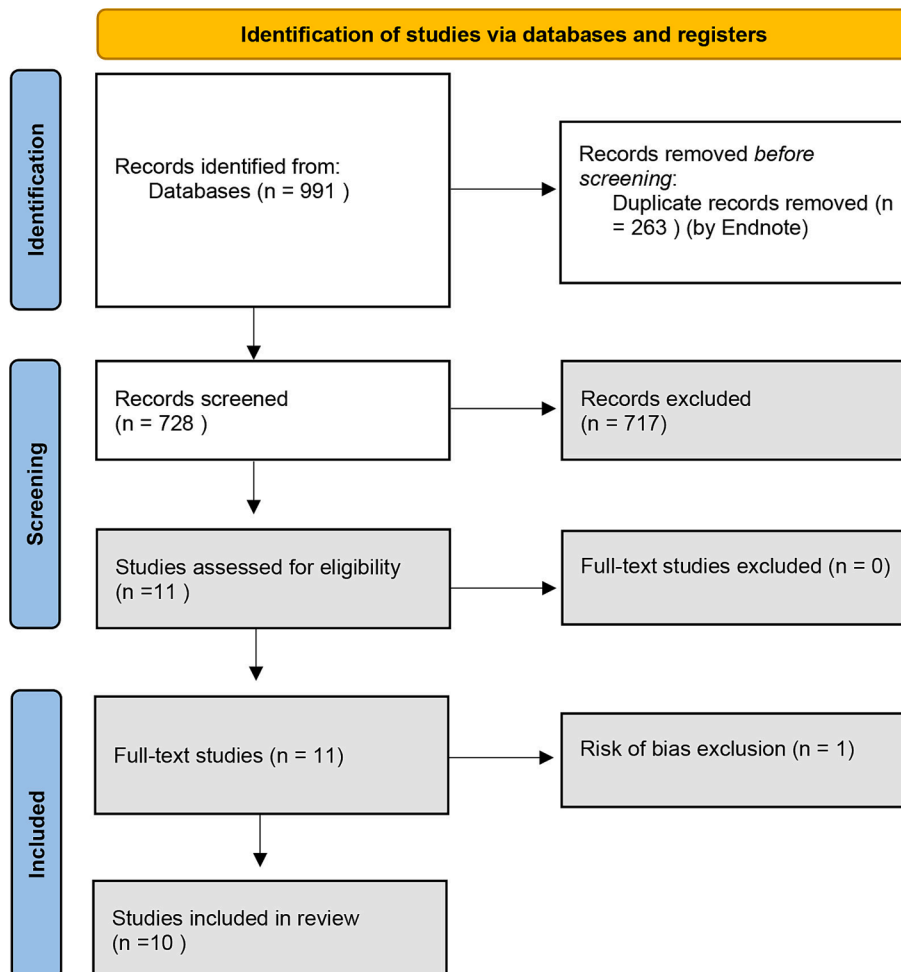 Identification of studies via databases and registers
Identification
Records identified from:
Databases (n = 991 )
Records removed before
screening:
Duplicate records removed (n
= 263 ) (by Endnote)
Screening
Records screened
(n = 728 )
Records excluded
(n = 717)
Studies assessed for eligibility
(n =11 )
Full-text studies excluded (n = 0)
Included
Full-text studies (n = 11)
Risk of bias exclusion (n = 1)
Studies included in review
(n =10 )